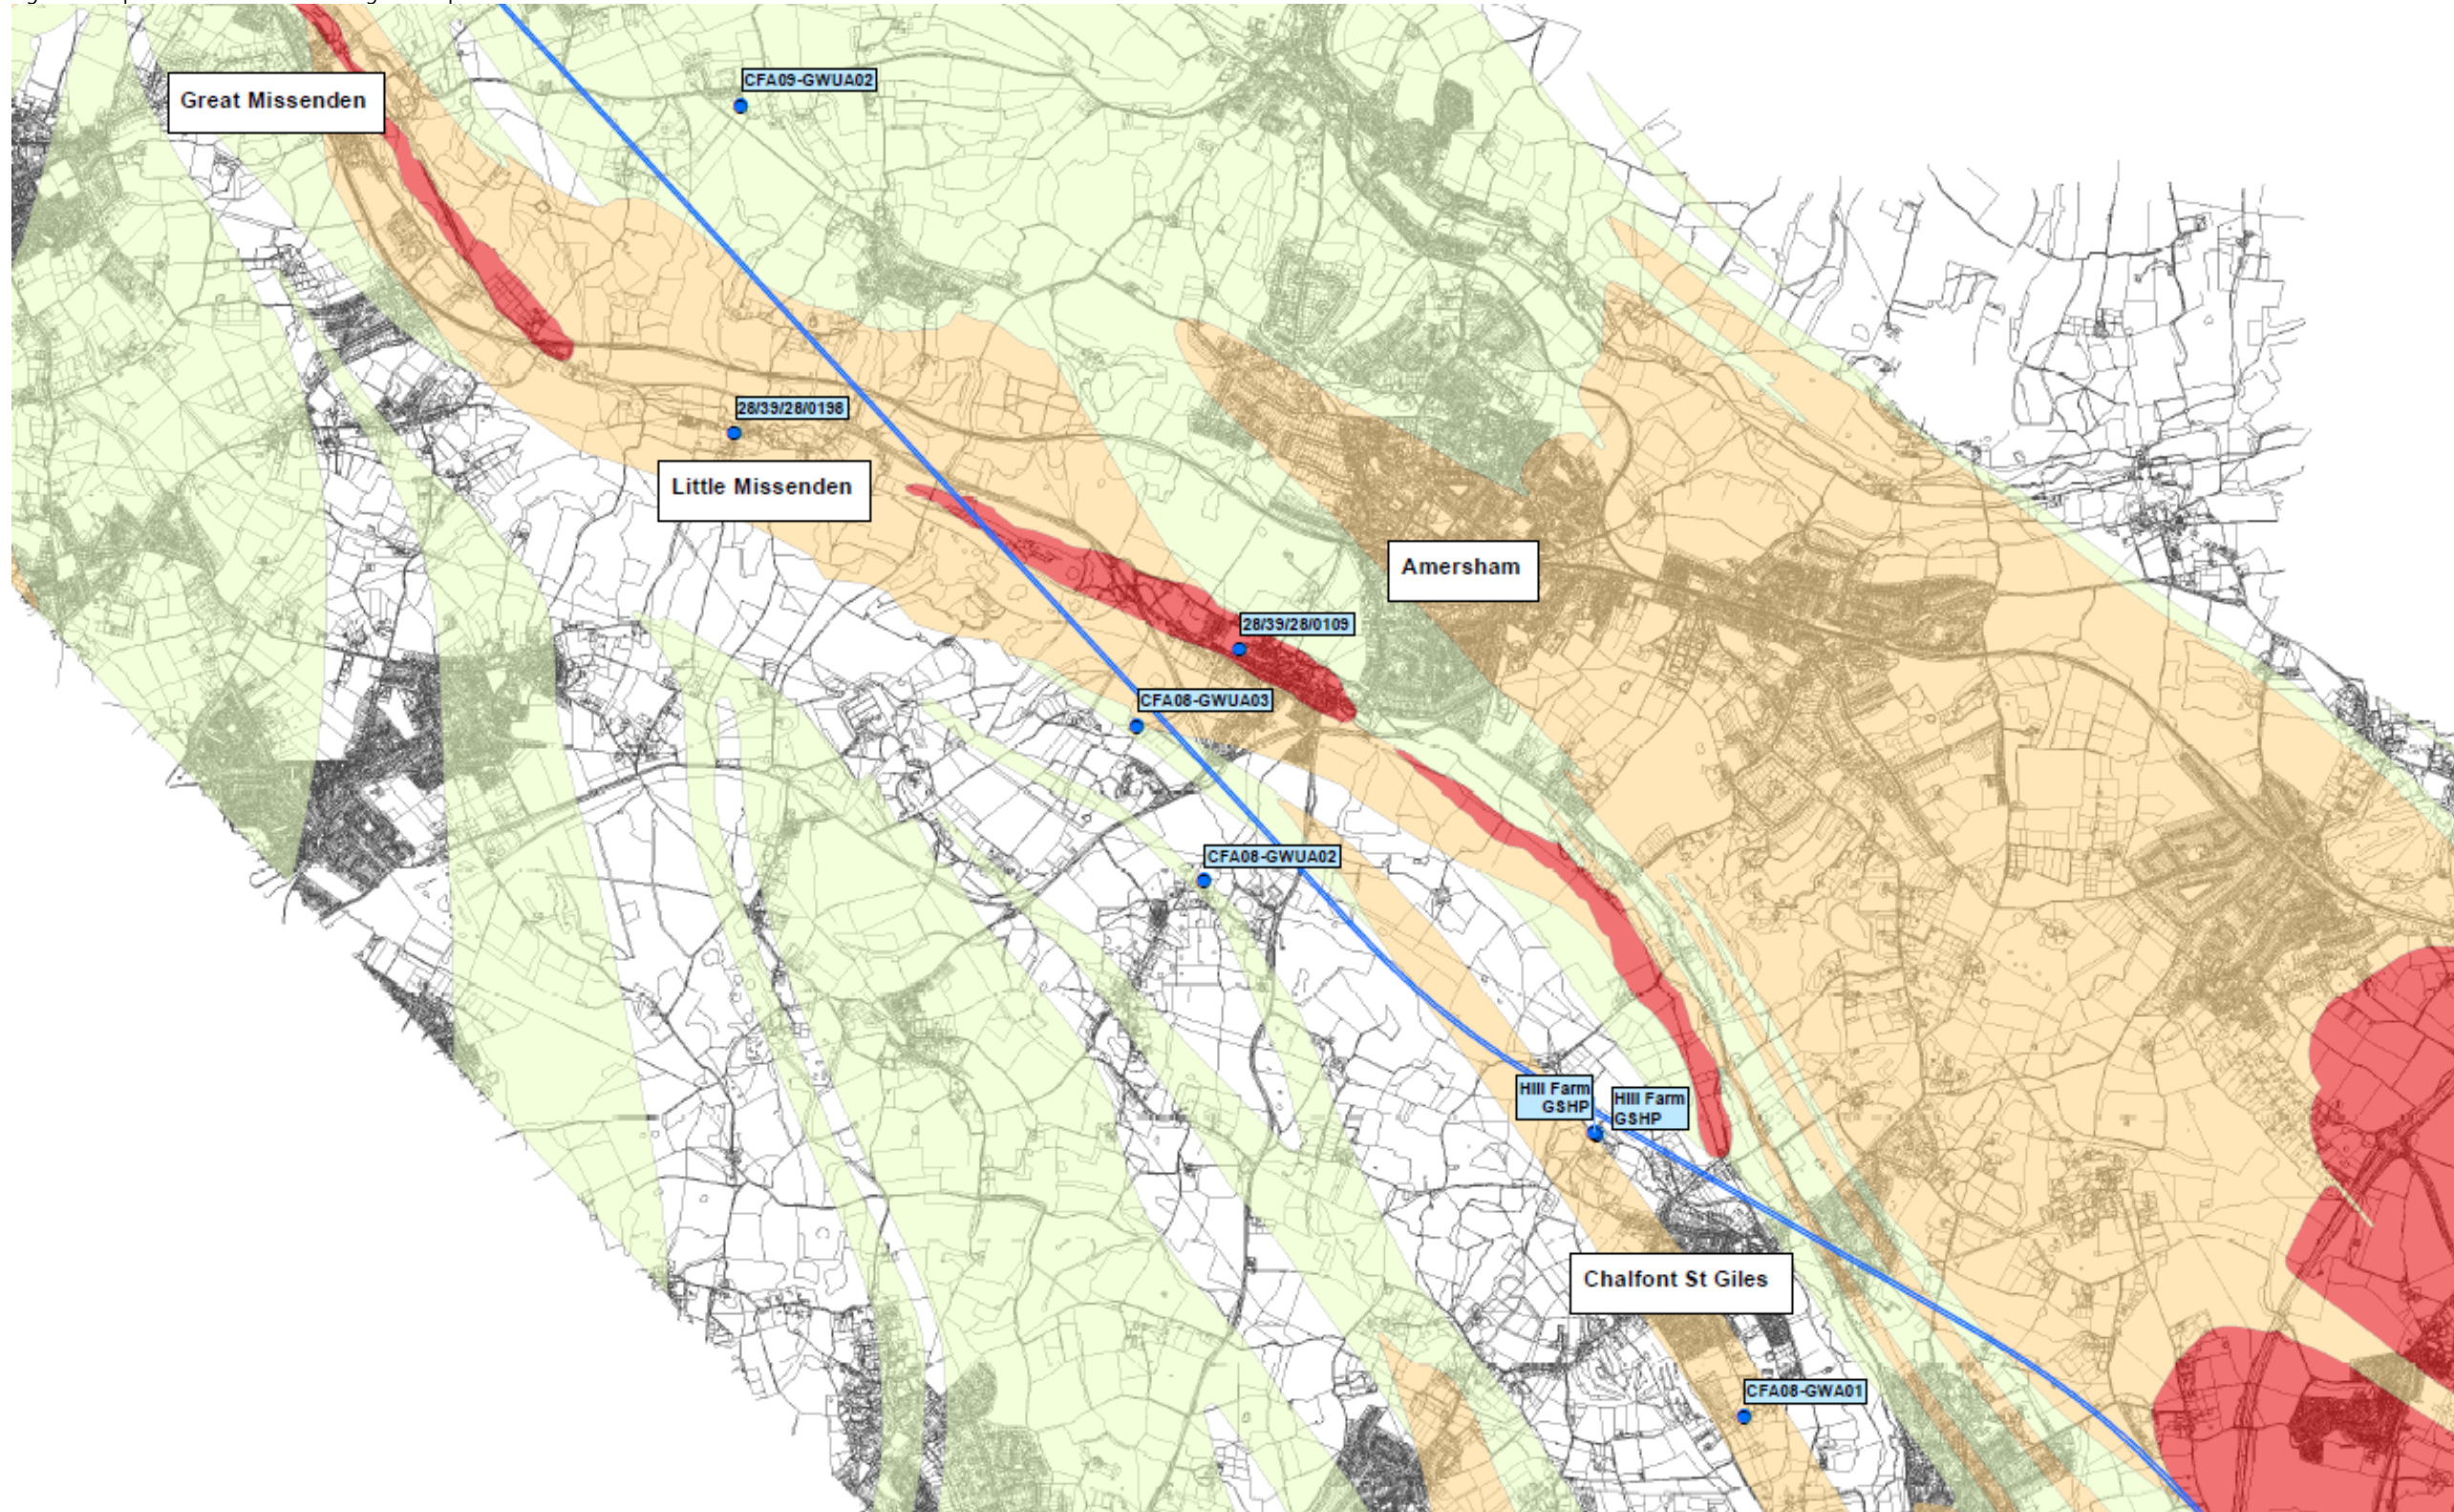 CFA09-GWUA02
Great Missenden
28/39/28/0198
Little Missenden
Amersham
28/39/28/0109
CFA08-GWUA03
CFA08-GWUA02
Hill Farm
GSHP
Hill Farm
GSHP
Chalfont St Giles
CFA08-GWA01